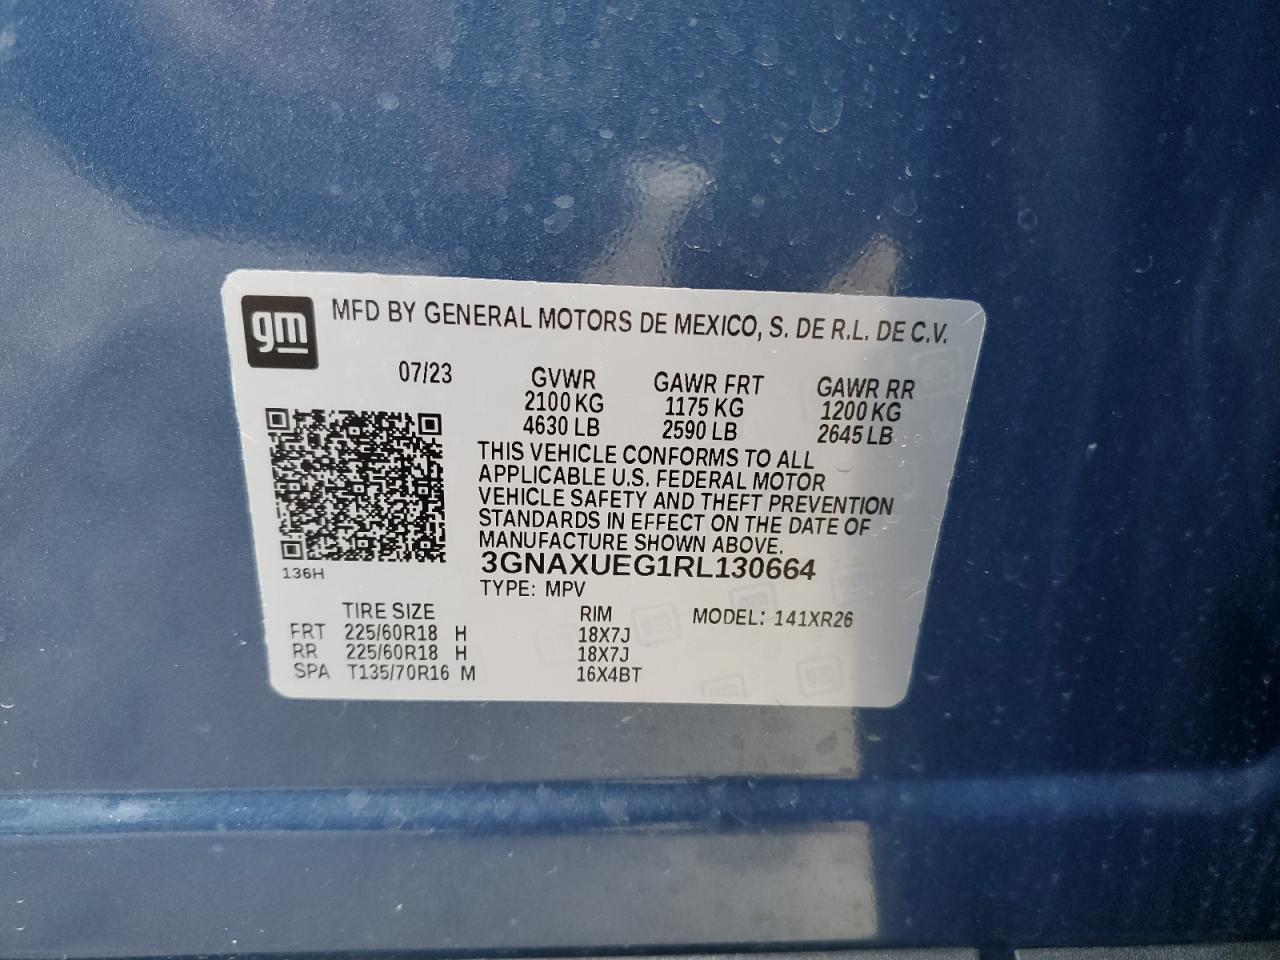 gm
MFD BY GENERAL MOTORS DE MEXICO, S. DE R.L. DE C.V.
07/23
GVWR GAWR FRT GAWR RR
2100 KG 1175 KG 1200 KG
4630 LB 2590 LB 2645 LB
THIS VEHICLE CONFORMS TO ALL
APPLICABLE U.S. FEDERAL MOTOR
VEHICLE SAFETY AND THEFT PREVENTION
STANDARDS IN EFFECT ON THE DATE OF
MANUFACTURE SHOWN ABOVE.
3GNAXUEG1RL130664
136H
TYPE: MPV
TIRE SIZE RIM MODEL: 141XR26
FRT 225/60R18 H 18X7J
RR 225/60R18 H 18X7J
SPA T135/70R16 M 16X4BT